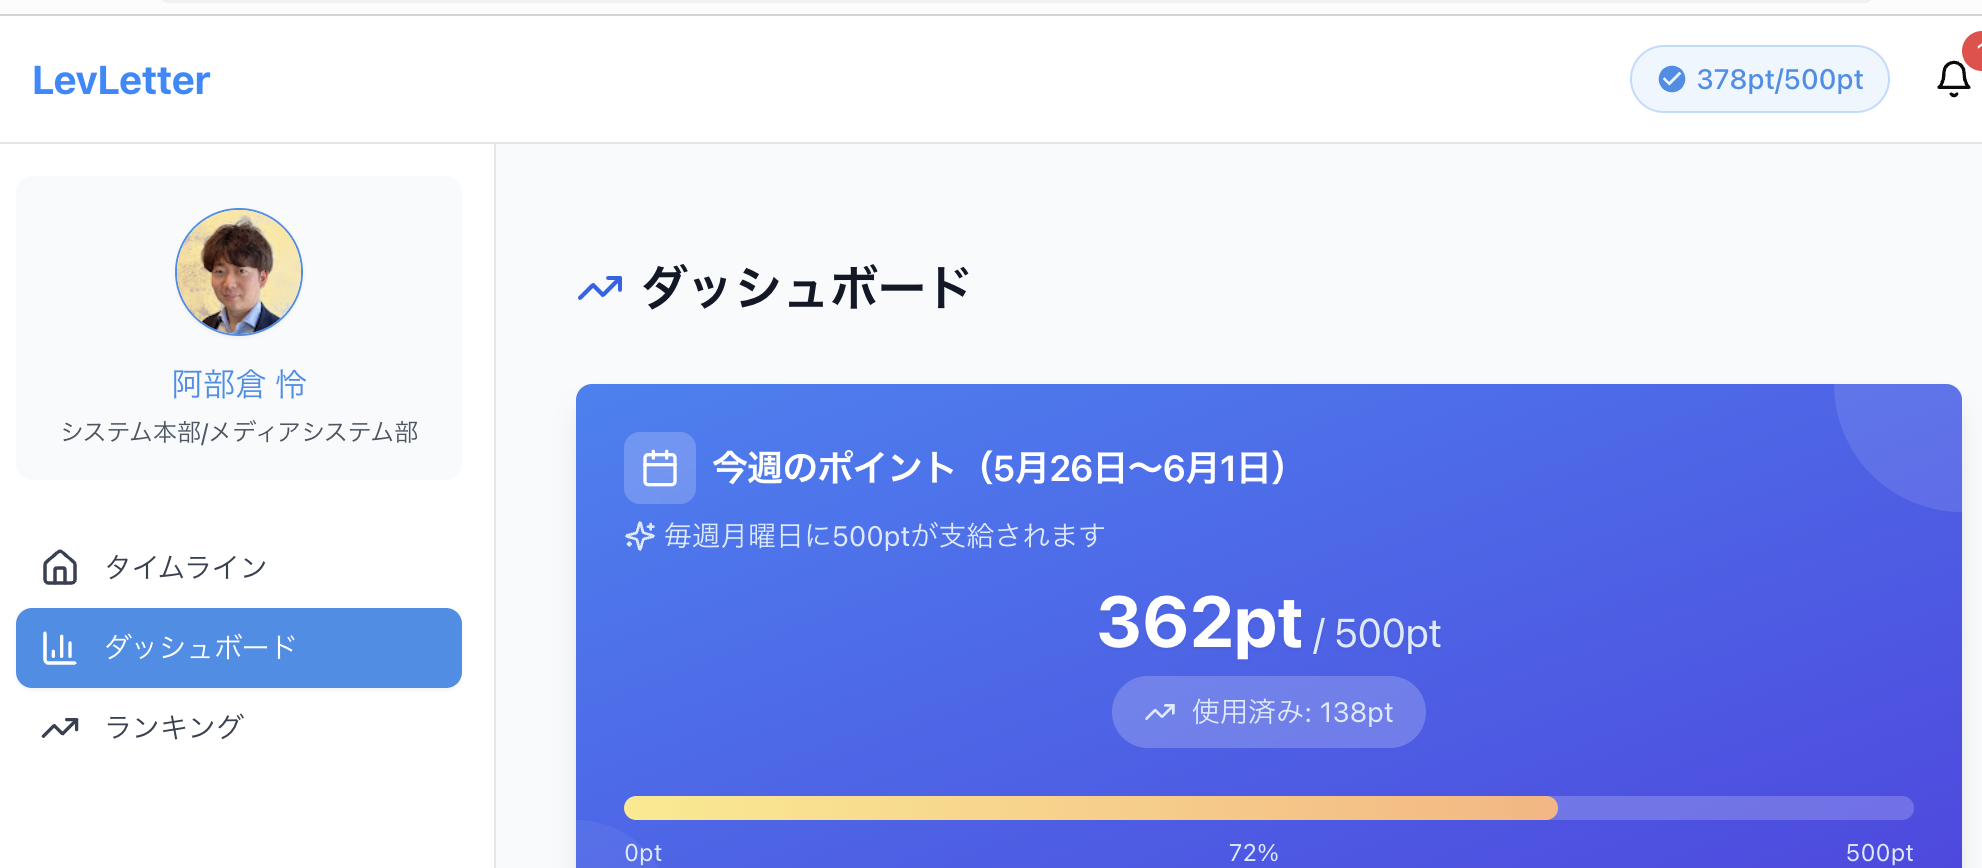 LevLetter
378pt/500pt
阿部倉 怜
システム本部/メディアシステム部
タイムライン
ダッシュボード
ランキング
ダッシュボード
今週のポイント（5月26日〜6月1日）
毎週月曜日に500ptが支給されます
362pt / 500pt
使用済み: 138pt
0pt
72%
500pt